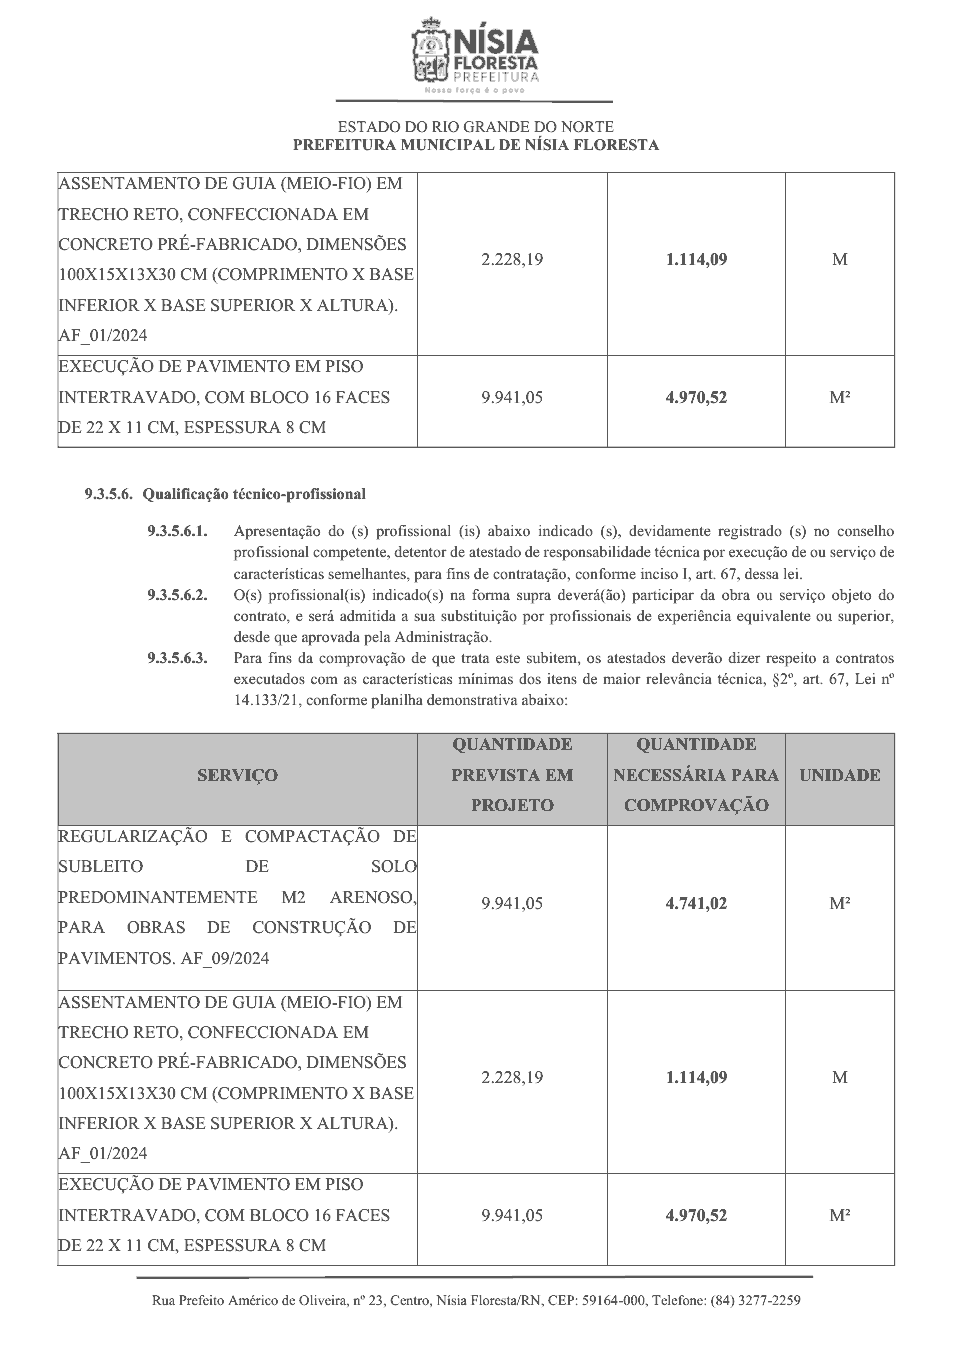 NÍSIA
FLORESTA
PREFEITURA
Nossa força é o povo
ESTADO DO RIO GRANDE DO NORTE
PREFEITURA MUNICIPAL DE NÍSIA FLORESTA
ASSENTAMENTO DE GUIA (MEIO-FIO) EM
TRECHO RETO, CONFECCIONADA EM
CONCRETO PRÉ-FABRICADO, DIMENSÕES
100X15X13X30 CM (COMPRIMENTO X BASE
INFERIOR X BASE SUPERIOR X ALTURA).
AF_01/2024
2.228,19
1.114,09
M
EXECUÇÃO DE PAVIMENTO EM PISO
INTERTRAVADO, COM BLOCO 16 FACES
DE 22 X 11 CM, ESPESSURA 8 CM
9.941,05
4.970,52
M²
9.3.5.6. Qualificação técnico-profissional
9.3.5.6.1. Apresentação do (s) profissional (is) abaixo indicado (s), devidamente registrado (s) no conselho
profissional competente, detentor de atestado de responsabilidade técnica por execução de ou serviço de
características semelhantes, para fins de contratação, conforme inciso I, art. 67, dessa lei.
9.3.5.6.2. O(s) profissional(is) indicado(s) na forma supra deverá(ão) participar da obra ou serviço objeto do
contrato, e será admitida a sua substituição por profissionais de experiência equivalente ou superior,
desde que aprovada pela Administração.
9.3.5.6.3. Para fins da comprovação de que trata este subitem, os atestados deverão dizer respeito a contratos
executados com as características mínimas dos itens de maior relevância técnica, §2º, art. 67, Lei nº
14.133/21, conforme planilha demonstrativa abaixo:
SERVIÇO
QUANTIDADE
PREVISTA EM
PROJETO
QUANTIDADE
NECESSÁRIA PARA
COMPROVAÇÃO
UNIDADE
REGULARIZAÇÃO E COMPACTAÇÃO DE
SUBLEITO DE SOLO
PREDOMINANTEMENTE M2 ARENOSO,
PARA OBRAS DE CONSTRUÇÃO DE
PAVIMENTOS. AF_09/2024
9.941,05
4.741,02
M²
ASSENTAMENTO DE GUIA (MEIO-FIO) EM
TRECHO RETO, CONFECCIONADA EM
CONCRETO PRÉ-FABRICADO, DIMENSÕES
100X15X13X30 CM (COMPRIMENTO X BASE
INFERIOR X BASE SUPERIOR X ALTURA).
AF_01/2024
2.228,19
1.114,09
M
EXECUÇÃO DE PAVIMENTO EM PISO
INTERTRAVADO, COM BLOCO 16 FACES
DE 22 X 11 CM, ESPESSURA 8 CM
9.941,05
4.970,52
M²
Rua Prefeito Américo de Oliveira, nº 23, Centro, Nísia Floresta/RN, CEP: 59164-000, Telefone: (84) 3277-2259